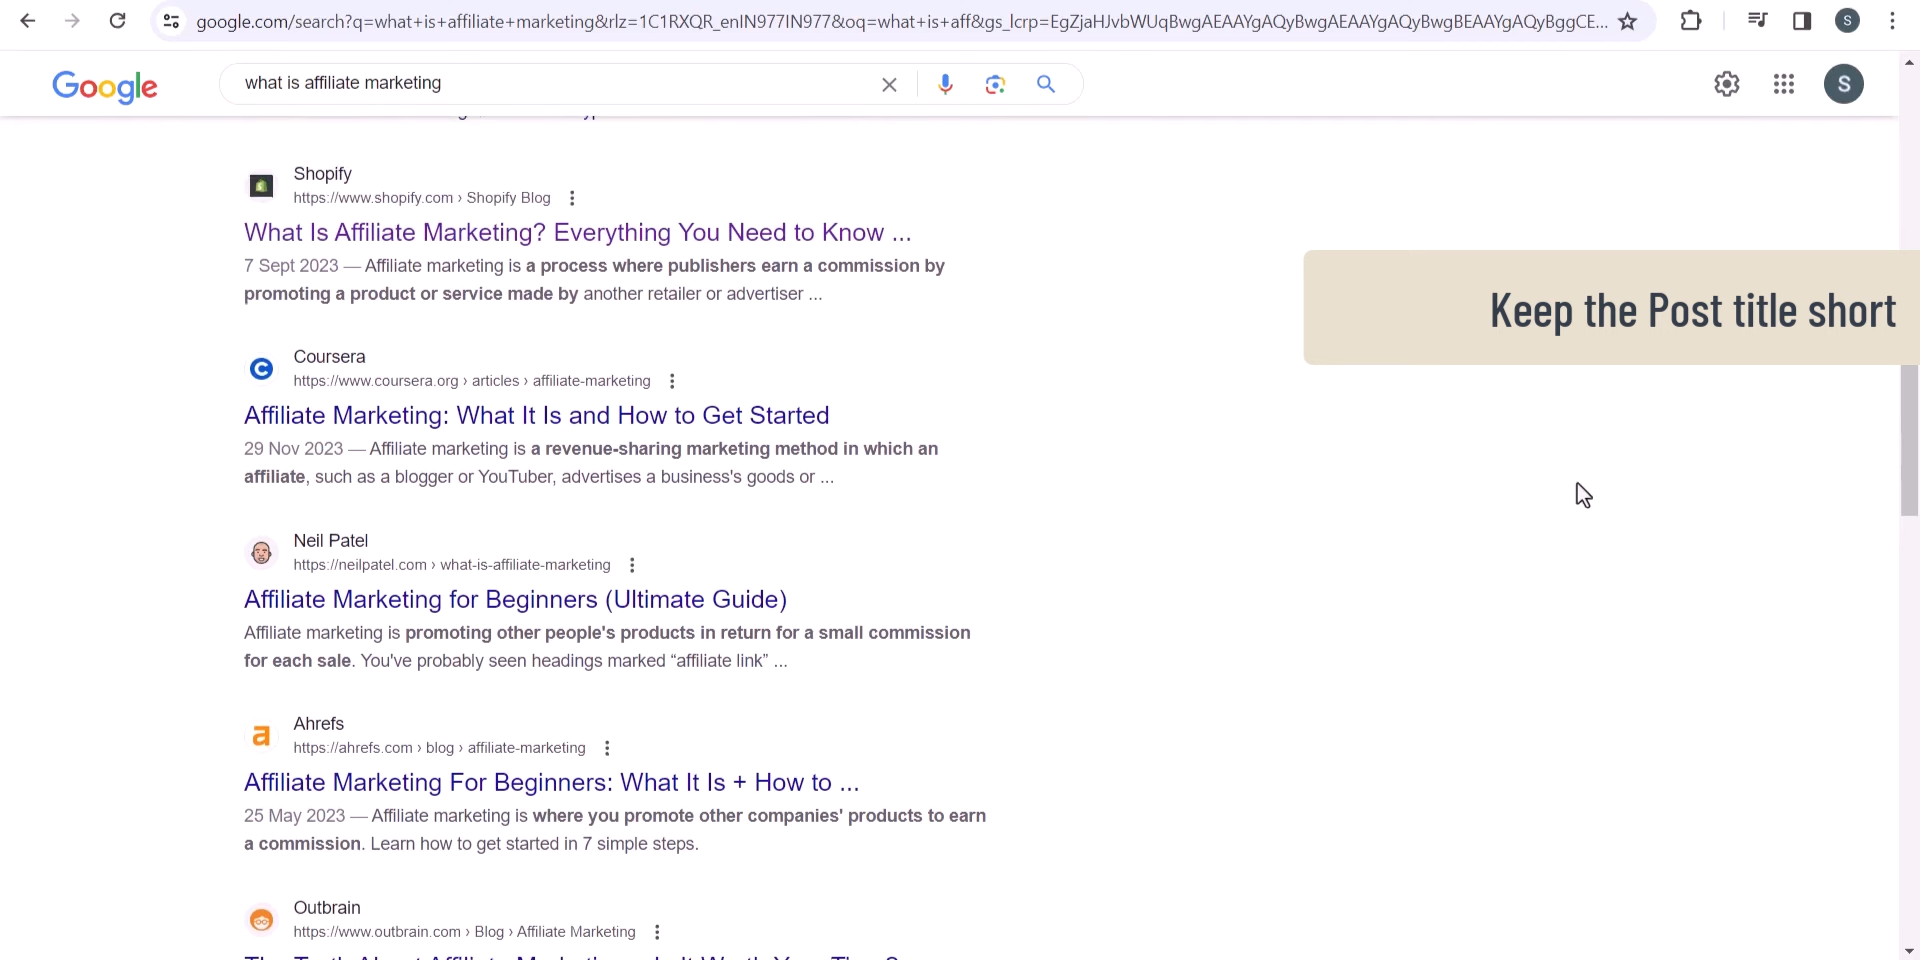 google.com/search?q=what+is+affiliate+marketing&rlz=1C1RXQR_enIN977IN977&oq=what+is+aff&gs_lcrp=EgZjaHJvbWUqBwgAEAAYgAQyBwgAEAAYgAQyBwgBEAAYgAQyBggCE...
S
Google
what is affiliate marketing
S
Shopify
https://www.shopify.com › Shopify Blog
What Is Affiliate Marketing? Everything You Need to Know ...
7 Sept 2023 — Affiliate marketing is a process where publishers earn a commission by
promoting a product or service made by another retailer or advertiser ...
Keep the Post title short
Coursera
https://www.coursera.org › articles › affiliate-marketing
Affiliate Marketing: What It Is and How to Get Started
29 Nov 2023 — Affiliate marketing is a revenue-sharing marketing method in which an
affiliate, such as a blogger or YouTuber, advertises a business's goods or ...
Neil Patel
https://neilpatel.com › what-is-affiliate-marketing
Affiliate Marketing for Beginners (Ultimate Guide)
Affiliate marketing is promoting other people's products in return for a small commission
for each sale. You've probably seen headings marked “affiliate link” ...
Ahrefs
https://ahrefs.com › blog › affiliate-marketing
Affiliate Marketing For Beginners: What It Is + How to ...
25 May 2023 — Affiliate marketing is where you promote other companies' products to earn
a commission. Learn how to get started in 7 simple steps.
Outbrain
https://www.outbrain.com › Blog › Affiliate Marketing